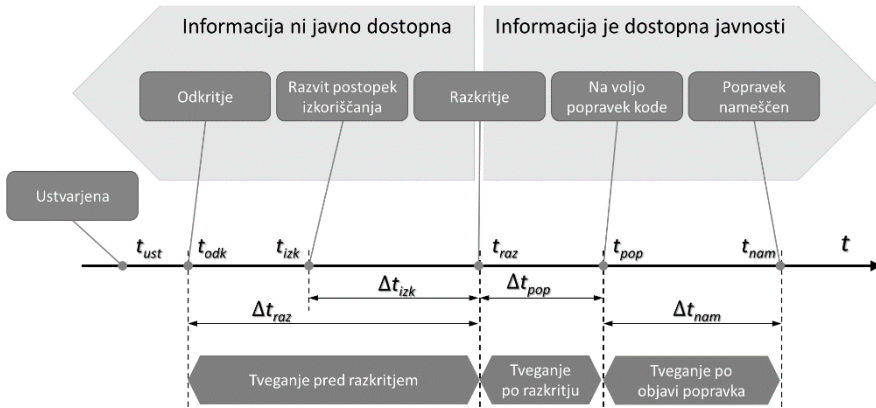 Informacija ni javno dostopna
Informacija je dostopna javnosti
Odkritje
Razvit postopek
izkoriščanja
Razkritje
Na voljo
popravek kode
Popravek
nameščen
Ustvarjena
t_ust
t_odk
t_izk
t_raz
t_pop
t_nam
t
Δt_izk
Δt_pop
Δt_raz
Δt_nam
Tveganje pred razkritjem
Tveganje
po razkritju
Tveganje po
objavi popravka